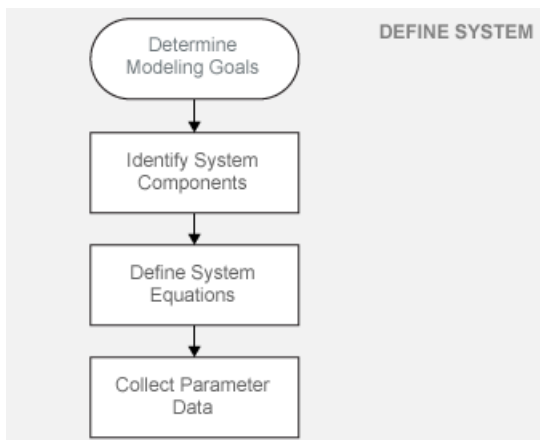 DEFINE SYSTEM
Determine
Modeling Goals
Identify System
Components
Define System
Equations
Collect Parameter
Data